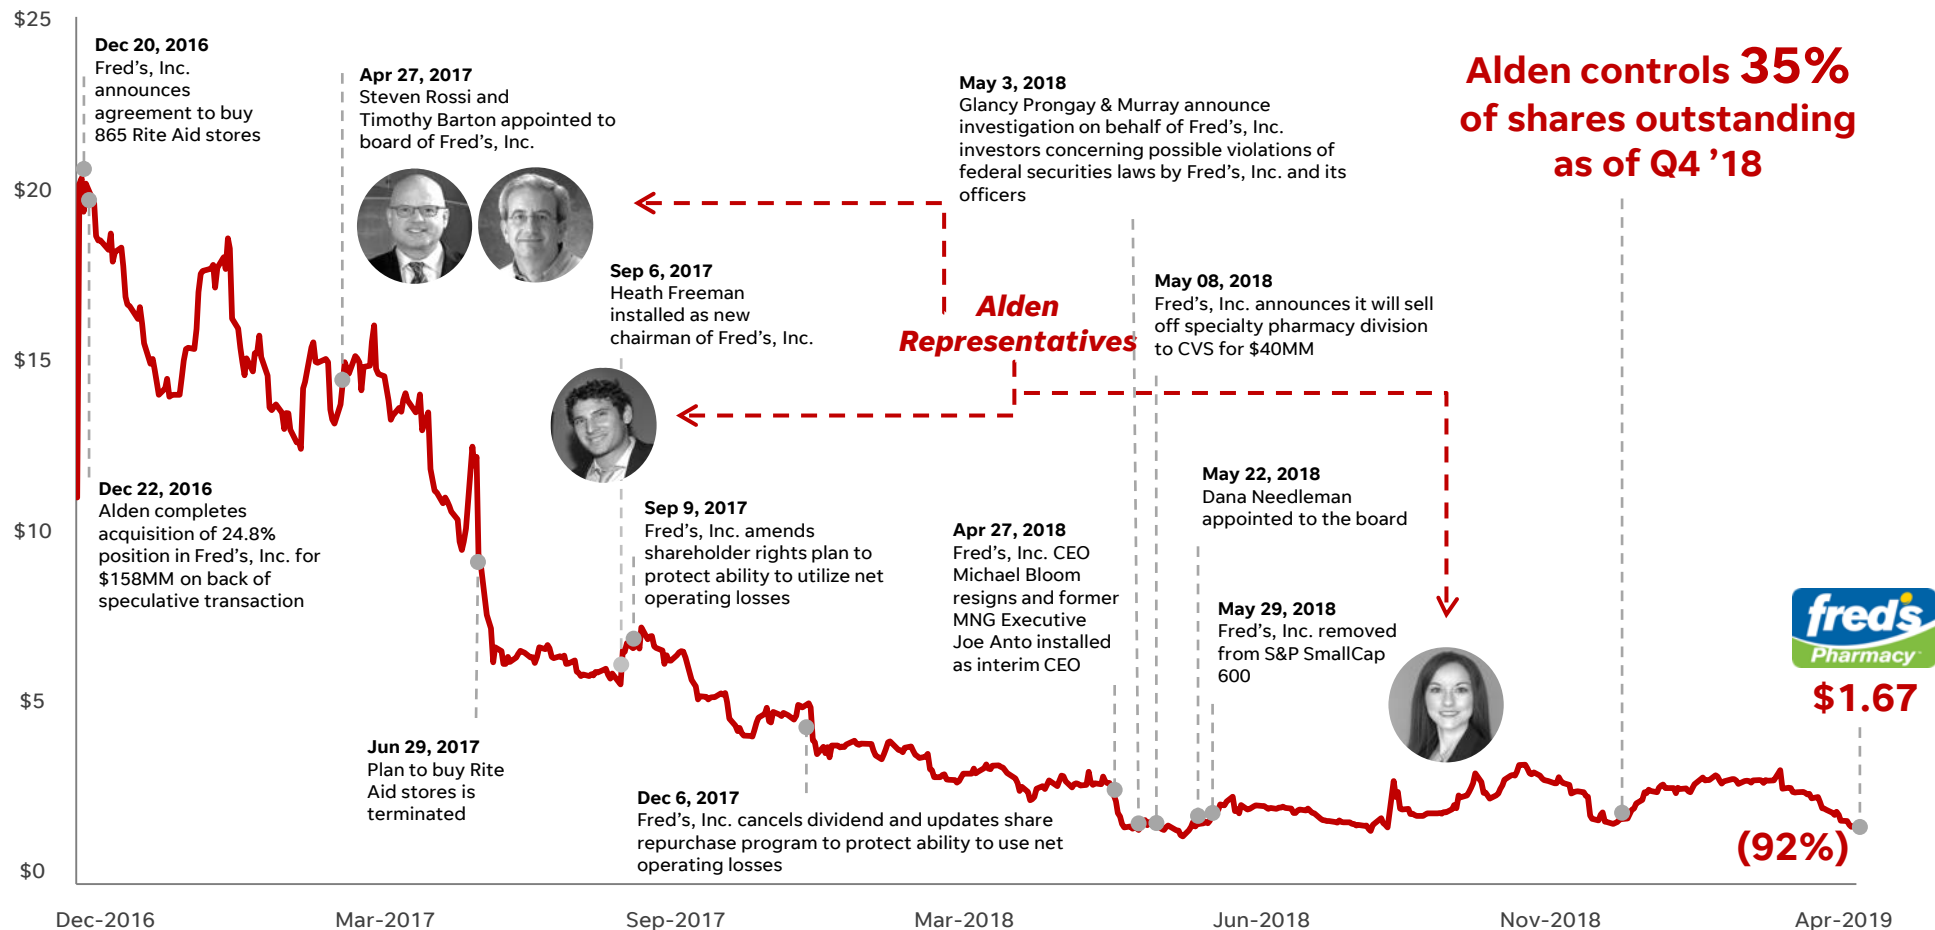 $25
$20
$15
$10
$5
$0
Dec 20, 2016
Fred's, Inc.
announces
agreement to buy
865 Rite Aid stores
Apr 27, 2017
Steven Rossi and
Timothy Barton appointed to
board of Fred's, Inc.
May 3, 2018
Glancy Prongay & Murray announce
investigation on behalf of Fred's, Inc.
investors concerning possible violations of
federal securities laws by Fred's, Inc. and its
officers
Alden controls 35%
of shares outstanding
as of Q4 ’18
Sep 6, 2017
Heath Freeman
installed as new
chairman of Fred's, Inc.
Alden
Representatives
May 08, 2018
Fred's, Inc. announces it will sell
off specialty pharmacy division
to CVS for $40MM
Dec 22, 2016
Alden completes
acquisition of 24.8%
position in Fred's, Inc. for
$158MM on back of
speculative transaction
Sep 9, 2017
Fred's, Inc. amends
shareholder rights plan to
protect ability to utilize net
operating losses
Apr 27, 2018
Fred's, Inc. CEO
Michael Bloom
resigns and former
MNG Executive
Joe Anto installed
as interim CEO
May 22, 2018
Dana Needleman
appointed to the board
May 29, 2018
Fred's, Inc. removed
from S&P SmallCap
600
fred's
Pharmacy
$1.67
Jun 29, 2017
Plan to buy Rite
Aid stores is
terminated
Dec 6, 2017
Fred's, Inc. cancels dividend and updates share
repurchase program to protect ability to use net
operating losses
(92%)
Dec-2016
Mar-2017
Sep-2017
Mar-2018
Jun-2018
Nov-2018
Apr-2019